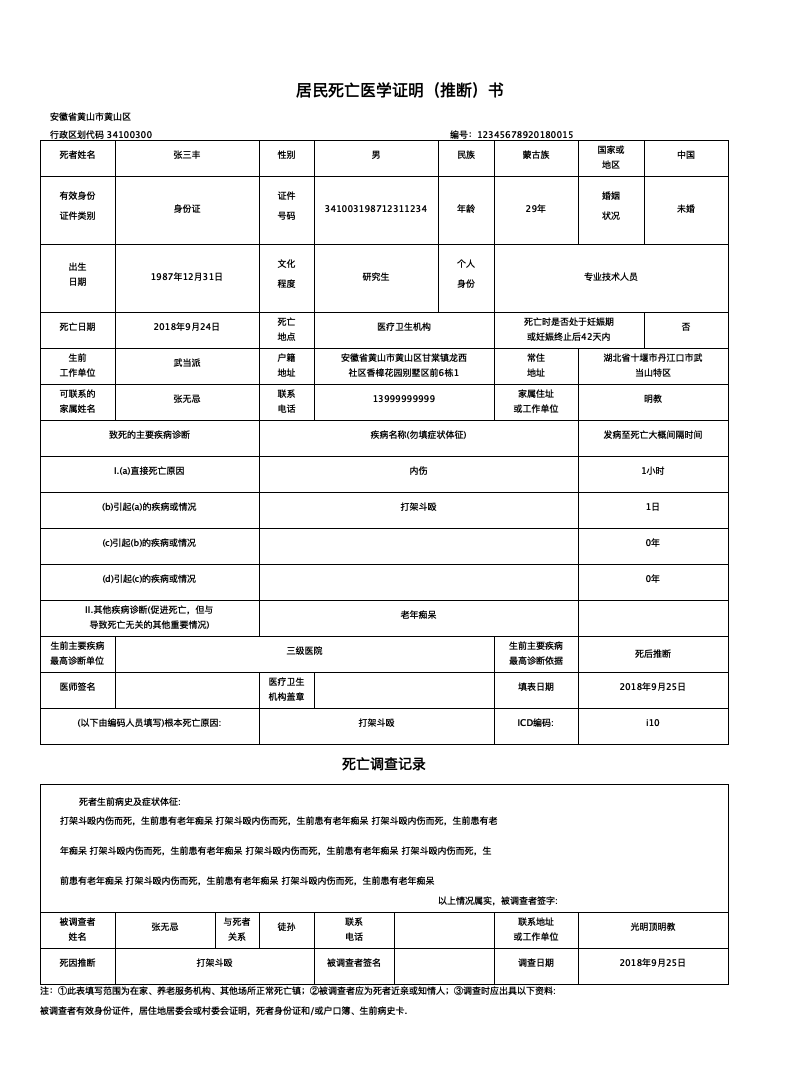 居民死亡医学证明（推断）书
安徽省黄山市黄山区
行政区划代码 34100300 编号：12345678920180015
死者姓名 张三丰 性别 男 民族 蒙古族 国家或 中国
地区
有效身份 证件 婚姻
身份证 341003198712311234 年龄 29年 未婚
证件类别 号码 状况
出生 文化 个人
1987年12月31日 研究生 专业技术人员
日期 程度 身份
死亡日期 2018年9月24日 死亡 医疗卫生机构 死亡时是否处于妊娠期 否
地点 或妊娠终止后42天内
生前 武当派 户籍 安徽省黄山市黄山区甘棠镇龙西 常住 湖北省十堰市丹江口市武
工作单位 地址 社区香樟花园别墅区前6栋1 地址 当山特区
可联系的 张无忌 联系 13999999999 家属住址 明教
家属姓名 电话 或工作单位
致死的主要疾病诊断 疾病名称(勿填症状体征) 发病至死亡大概间隔时间
I.(a)直接死亡原因 内伤 1小时
(b)引起(a)的疾病或情况 打架斗殴 1日
(c)引起(b)的疾病或情况 0年
(d)引起(c)的疾病或情况 0年
II.其他疾病诊断(促进死亡，但与 老年痴呆
导致死亡无关的其他重要情况)
生前主要疾病 三级医院 生前主要疾病 死后推断
最高诊断单位 最高诊断依据
医师签名 医疗卫生 填表日期 2018年9月25日
机构盖章
(以下由编码人员填写)根本死亡原因: 打架斗殴 ICD编码: i10
死亡调查记录
死者生前病史及症状体征:
打架斗殴内伤而死，生前患有老年痴呆 打架斗殴内伤而死，生前患有老年痴呆 打架斗殴内伤而死，生前患有老
年痴呆 打架斗殴内伤而死，生前患有老年痴呆 打架斗殴内伤而死，生前患有老年痴呆 打架斗殴内伤而死，生
前患有老年痴呆 打架斗殴内伤而死，生前患有老年痴呆 打架斗殴内伤而死，生前患有老年痴呆
以上情况属实，被调查者签字:
被调查者 张无忌 与死者 徒孙 联系 联系地址 光明顶明教
姓名 关系 电话 或工作单位
死因推断 打架斗殴 被调查者签名 调查日期 2018年9月25日
注：①此表填写范围为在家、养老服务机构、其他场所正常死亡镇；②被调查者应为死者近亲或知情人；③调查时应出具以下资料:
被调查者有效身份证件，居住地居委会或村委会证明，死者身份证和/或户口簿、生前病史卡.